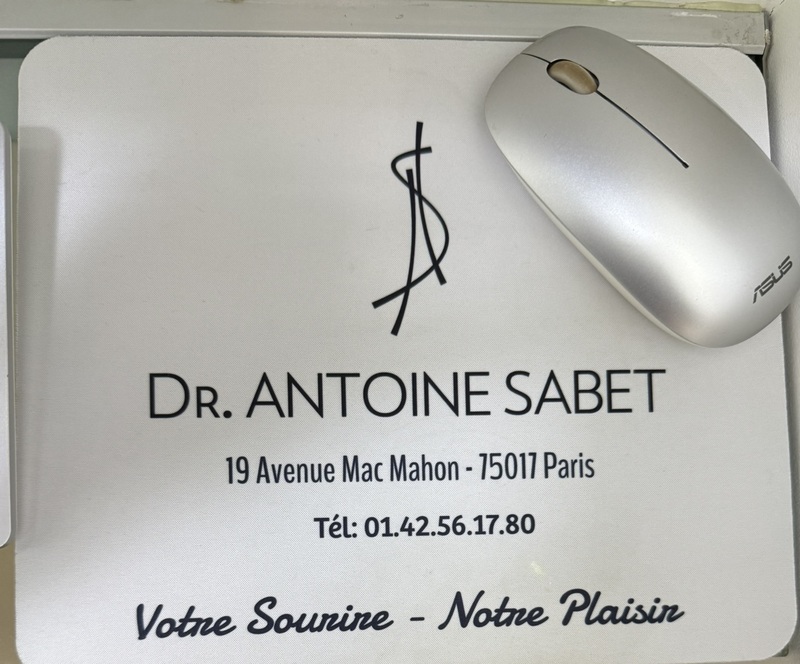 ASUS
DR. ANTOINE SABET
19 Avenue Mac Mahon - 75017 Paris
Tél: 01.42.56.17.80
Votre Sourire - Notre Plaisir